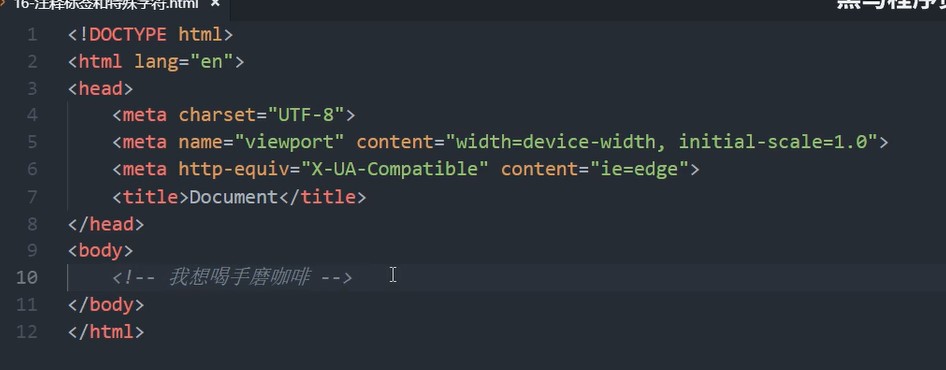 16-注释标签和特殊字符.html ×
黑马程序员
1 <!DOCTYPE html>
2 <html lang="en">
3 <head>
4 <meta charset="UTF-8">
5 <meta name="viewport" content="width=device-width, initial-scale=1.0">
6 <meta http-equiv="X-UA-Compatible" content="ie=edge">
7 <title>Document</title>
8 </head>
9 <body>
10 <!-- 我想喝手磨咖啡 -->
11 </body>
12 </html>